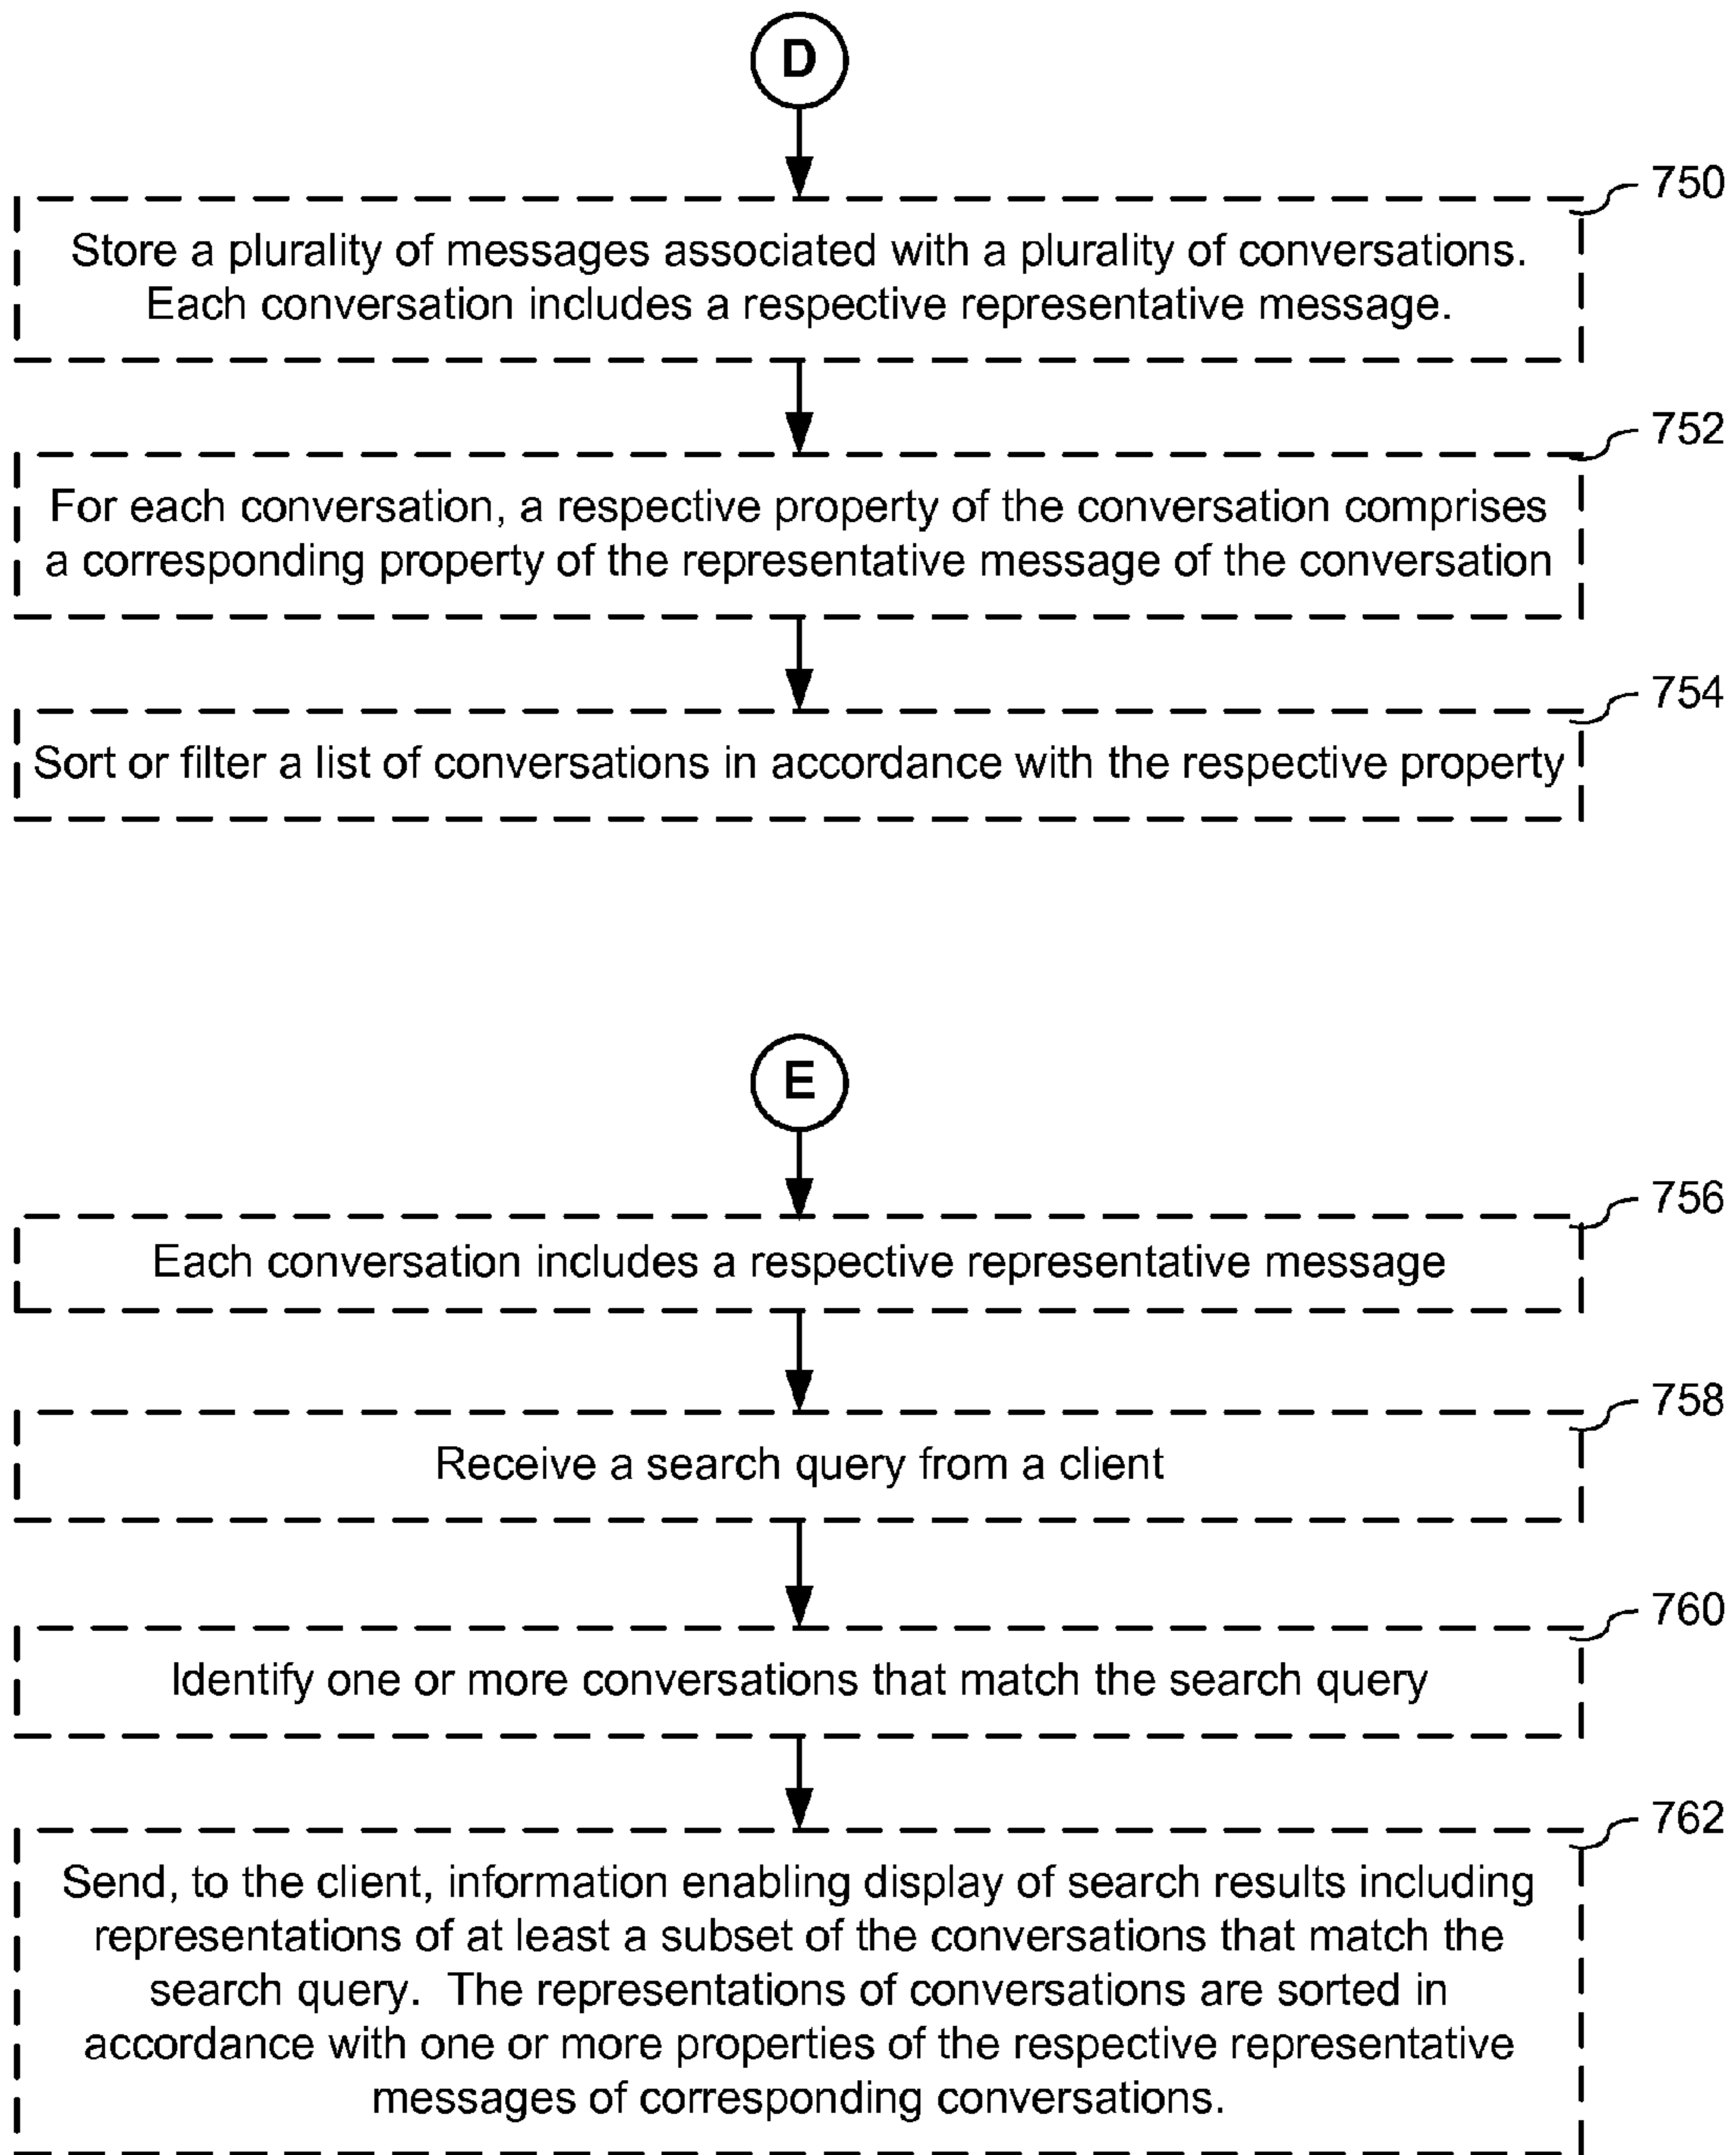 D
750
Store a plurality of messages associated with a plurality of conversations.
Each conversation includes a respective representative message.
752
For each conversation, a respective property of the conversation comprises
a corresponding property of the representative message of the conversation
754
Sort or filter a list of conversations in accordance with the respective property
E
756
Each conversation includes a respective representative message
758
Receive a search query from a client
760
Identify one or more conversations that match the search query
762
Send, to the client, information enabling display of search results including
representations of at least a subset of the conversations that match the
search query.  The representations of conversations are sorted in
accordance with one or more properties of the respective representative
messages of corresponding conversations.